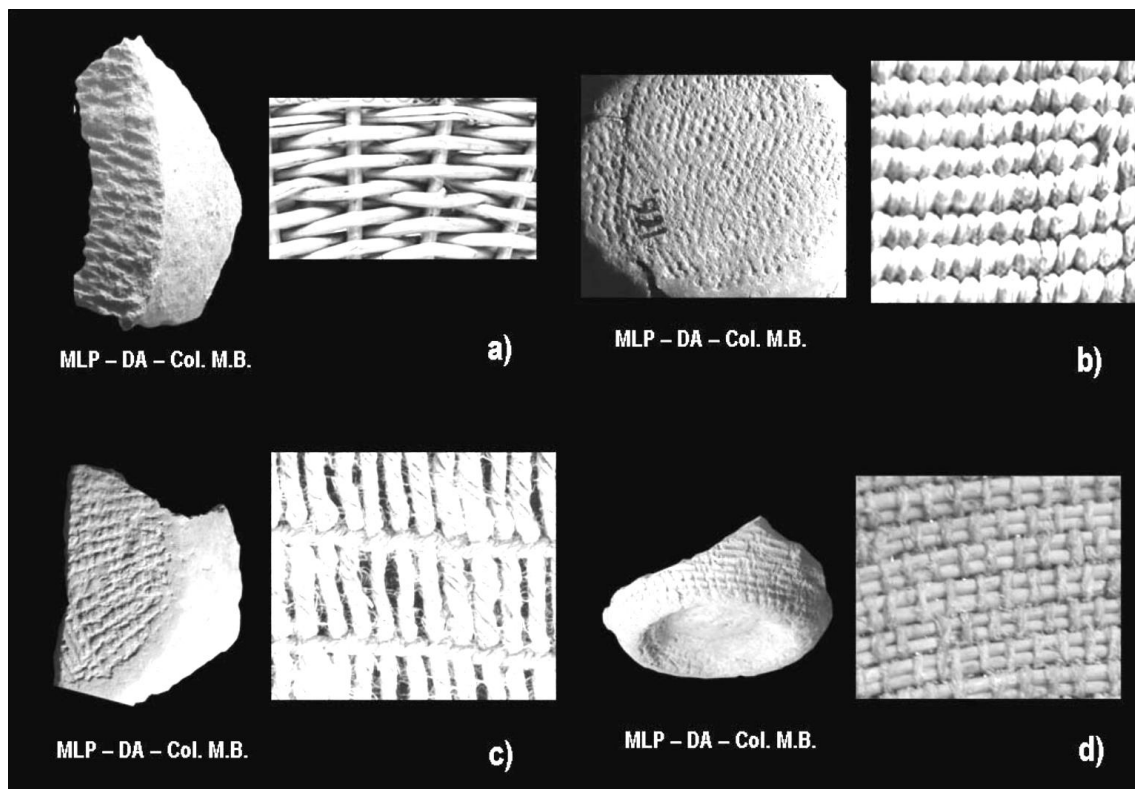 MLP – DA – Col. M.B.
a)
MLP – DA – Col. M.B.
b)
MLP – DA – Col. M.B.
c)
MLP – DA – Col. M.B.
d)